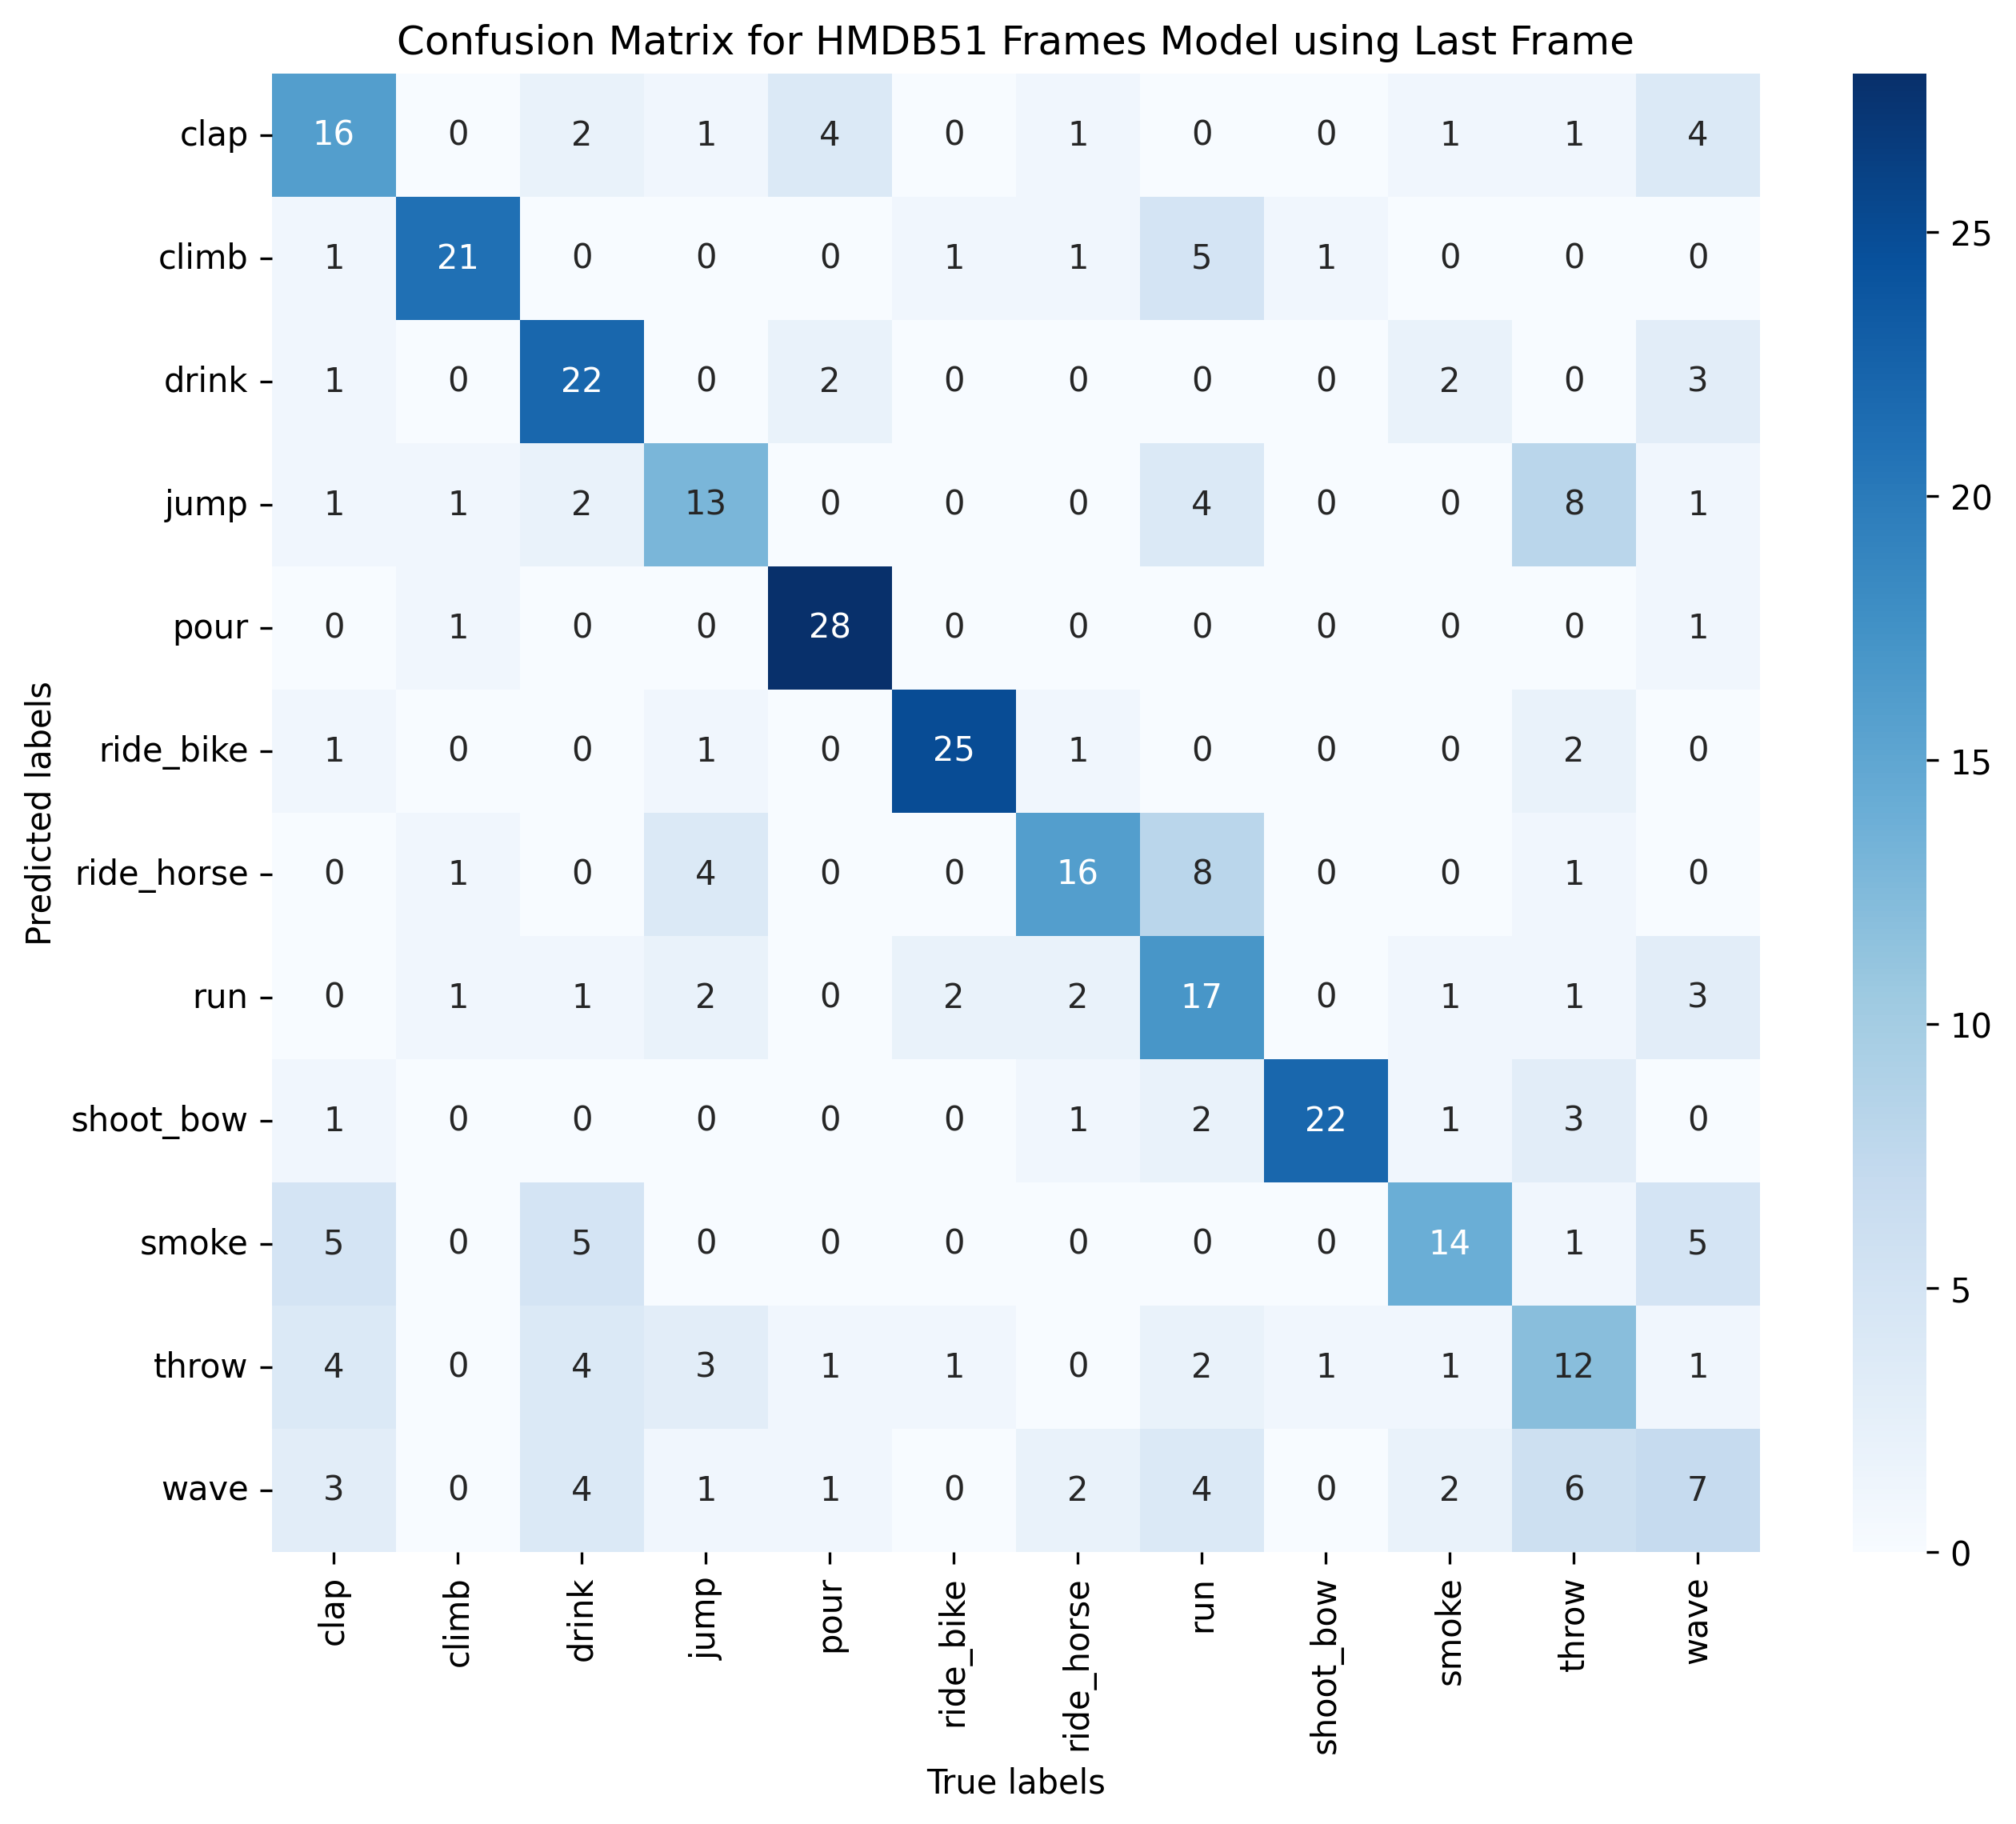 Confusion Matrix for HMDB51 Frames Model using Last Frame
clap 16 0 2 1 4 0 1 0 0 1 1 4
climb 1 21 0 0 0 1 1 5 1 0 0 0
drink 1 0 22 0 2 0 0 0 0 2 0 3
jump 1 1 2 13 0 0 0 4 0 0 8 1
pour 0 1 0 0 28 0 0 0 0 0 0 1
ride_bike 1 0 0 1 0 25 1 0 0 0 2 0
ride_horse 0 1 0 4 0 0 16 8 0 0 1 0
run 0 1 1 2 0 2 2 17 0 1 1 3
shoot_bow 1 0 0 0 0 0 1 2 22 1 3 0
smoke 5 0 5 0 0 0 0 0 0 14 1 5
throw 4 0 4 3 1 1 0 2 1 1 12 1
wave 3 0 4 1 1 0 2 4 0 2 6 7
clap climb drink jump pour ride_bike ride_horse run shoot_bow smoke throw wave
True labels
Predicted labels
25
20
15
10
5
0